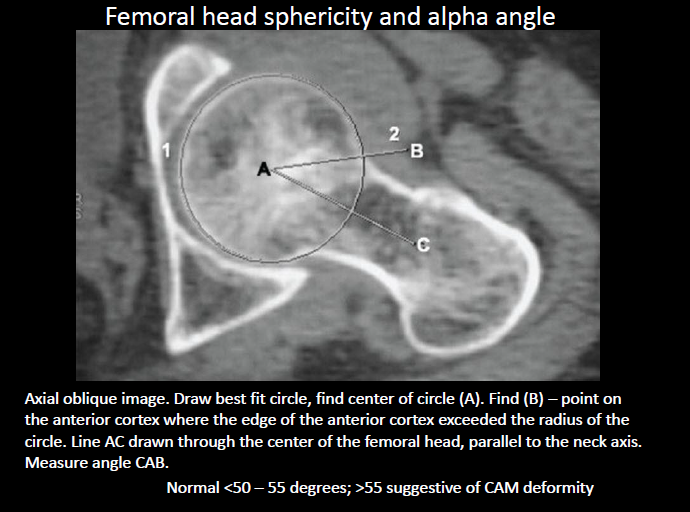 Femoral head sphericity and alpha angle
1
2
B
A
C
Axial oblique image. Draw best fit circle, find center of circle (A). Find (B) – point on
the anterior cortex where the edge of the anterior cortex exceeded the radius of the
circle. Line AC drawn through the center of the femoral head, parallel to the neck axis.
Measure angle CAB.
Normal <50 – 55 degrees; >55 suggestive of CAM deformity